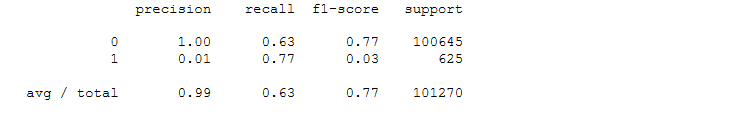 precision recall f1-score support
0 1.00 0.63 0.77 100645
1 0.01 0.77 0.03 625
avg / total 0.99 0.63 0.77 101270